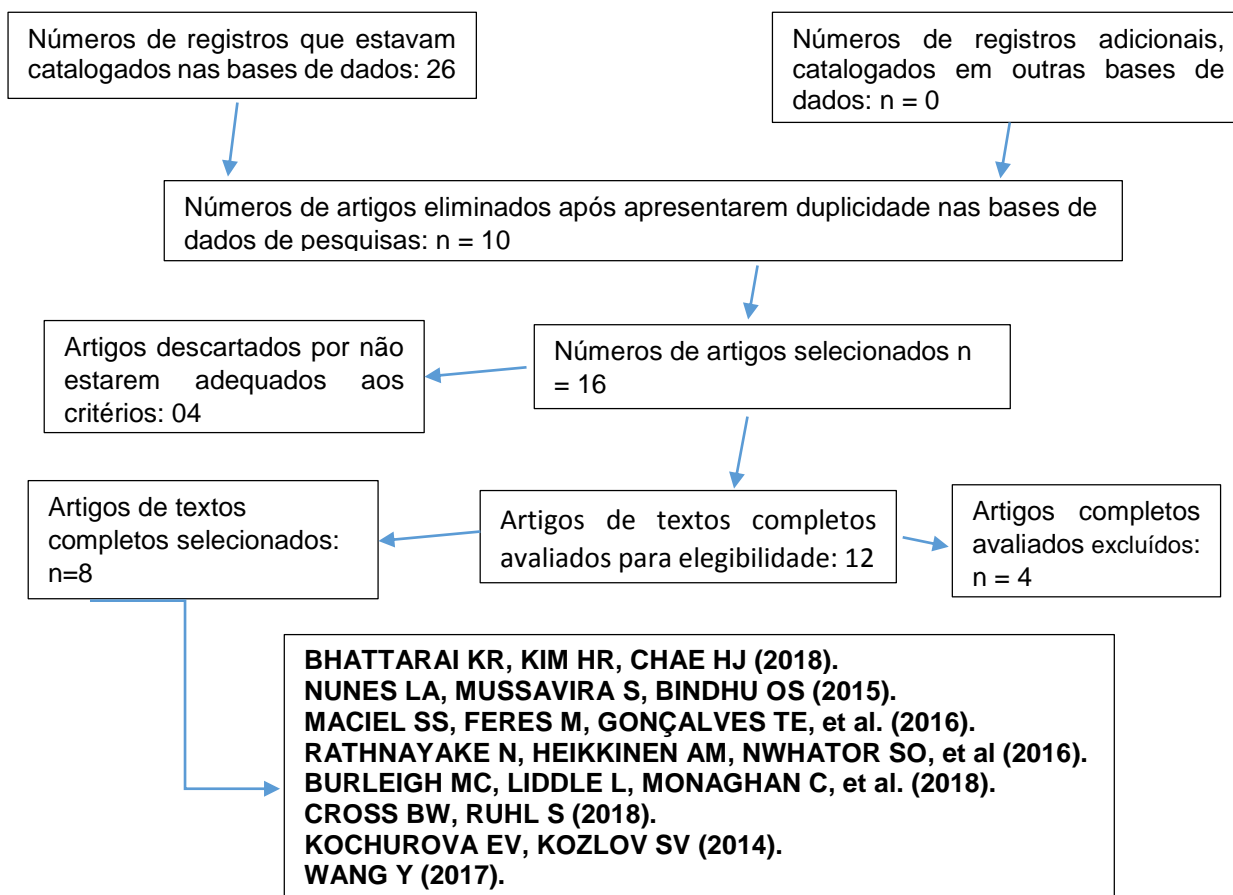 Números de registros que estavam
catalogados nas bases de dados: 26
Números de registros adicionais,
catalogados em outras bases de
dados: n = 0
Números de artigos eliminados após apresentarem duplicidade nas bases de
dados de pesquisas: n = 10
Artigos descartados por não
estarem adequados aos
critérios: 04
Números de artigos selecionados n
= 16
Artigos de textos
completos selecionados:
n=8
Artigos de textos completos
avaliados para elegibilidade: 12
Artigos completos
avaliados excluídos:
n = 4
BHATTARAI KR, KIM HR, CHAE HJ (2018).
NUNES LA, MUSSAVIRA S, BINDHU OS (2015).
MACIEL SS, FERES M, GONÇALVES TE, et al. (2016).
RATHNAYAKE N, HEIKKINEN AM, NWHATOR SO, et al (2016).
BURLEIGH MC, LIDDLE L, MONAGHAN C, et al. (2018).
CROSS BW, RUHL S (2018).
KOCHUROVA EV, KOZLOV SV (2014).
WANG Y (2017).